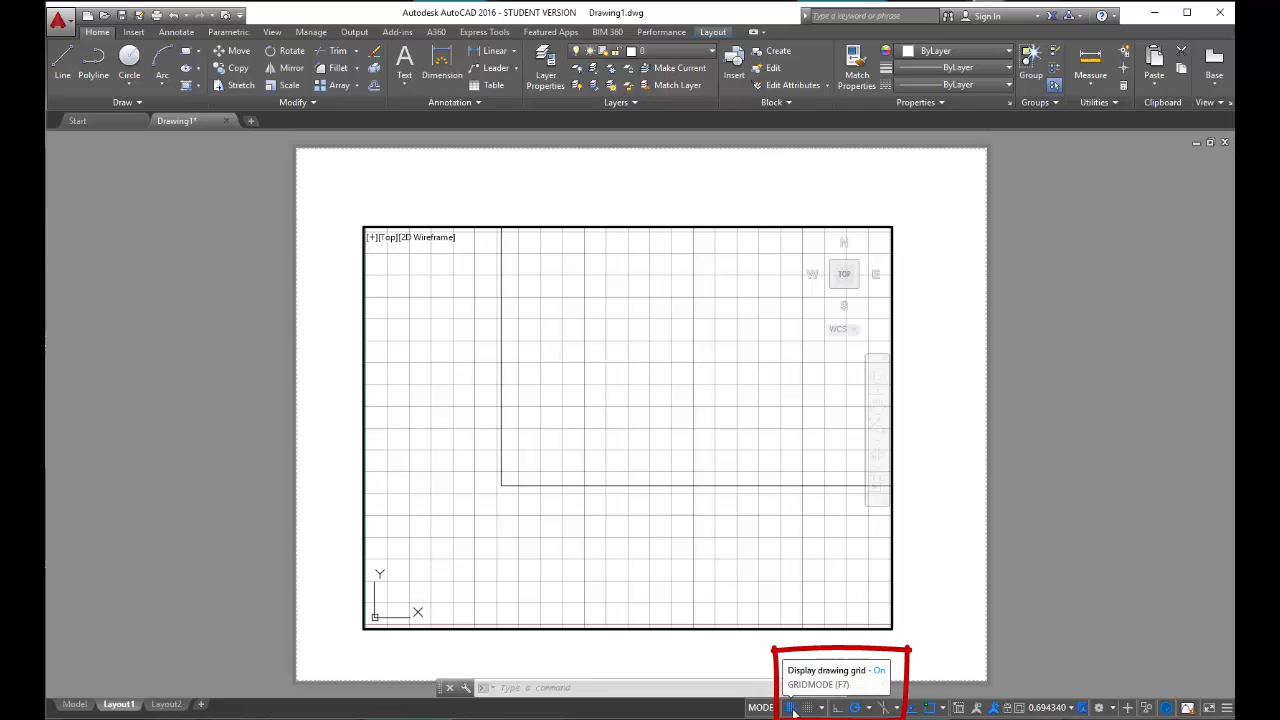 Autodesk AutoCAD 2016 - STUDENT VERSION Drawing1.dwg Type a keyword or phrase Sign In
Home Insert Annotate Parametric View Manage Output Add-ins A360 Express Tools Featured Apps BIM 360 Performance Layout
Line Polyline Circle Arc
Move Rotate Trim
Copy Mirror Fillet
Stretch Scale Array
Text Dimension
Linear
Leader
Table
Layer
Properties
0
Make Current
Match Layer
Insert
Create
Edit
Edit Attributes
Match
Properties
ByLayer
ByLayer
ByLayer
Group Measure Paste Base
Draw Modify Annotation Layers Block Properties Groups Utilities Clipboard View
Start Drawing1*
[+][Top][2D Wireframe]
N
W TOP E
S
WCS
Y
X
Display drawing grid - On
GRIDMODE (F7)
Type a command
Model Layout1 Layout2 MODE 0.694340